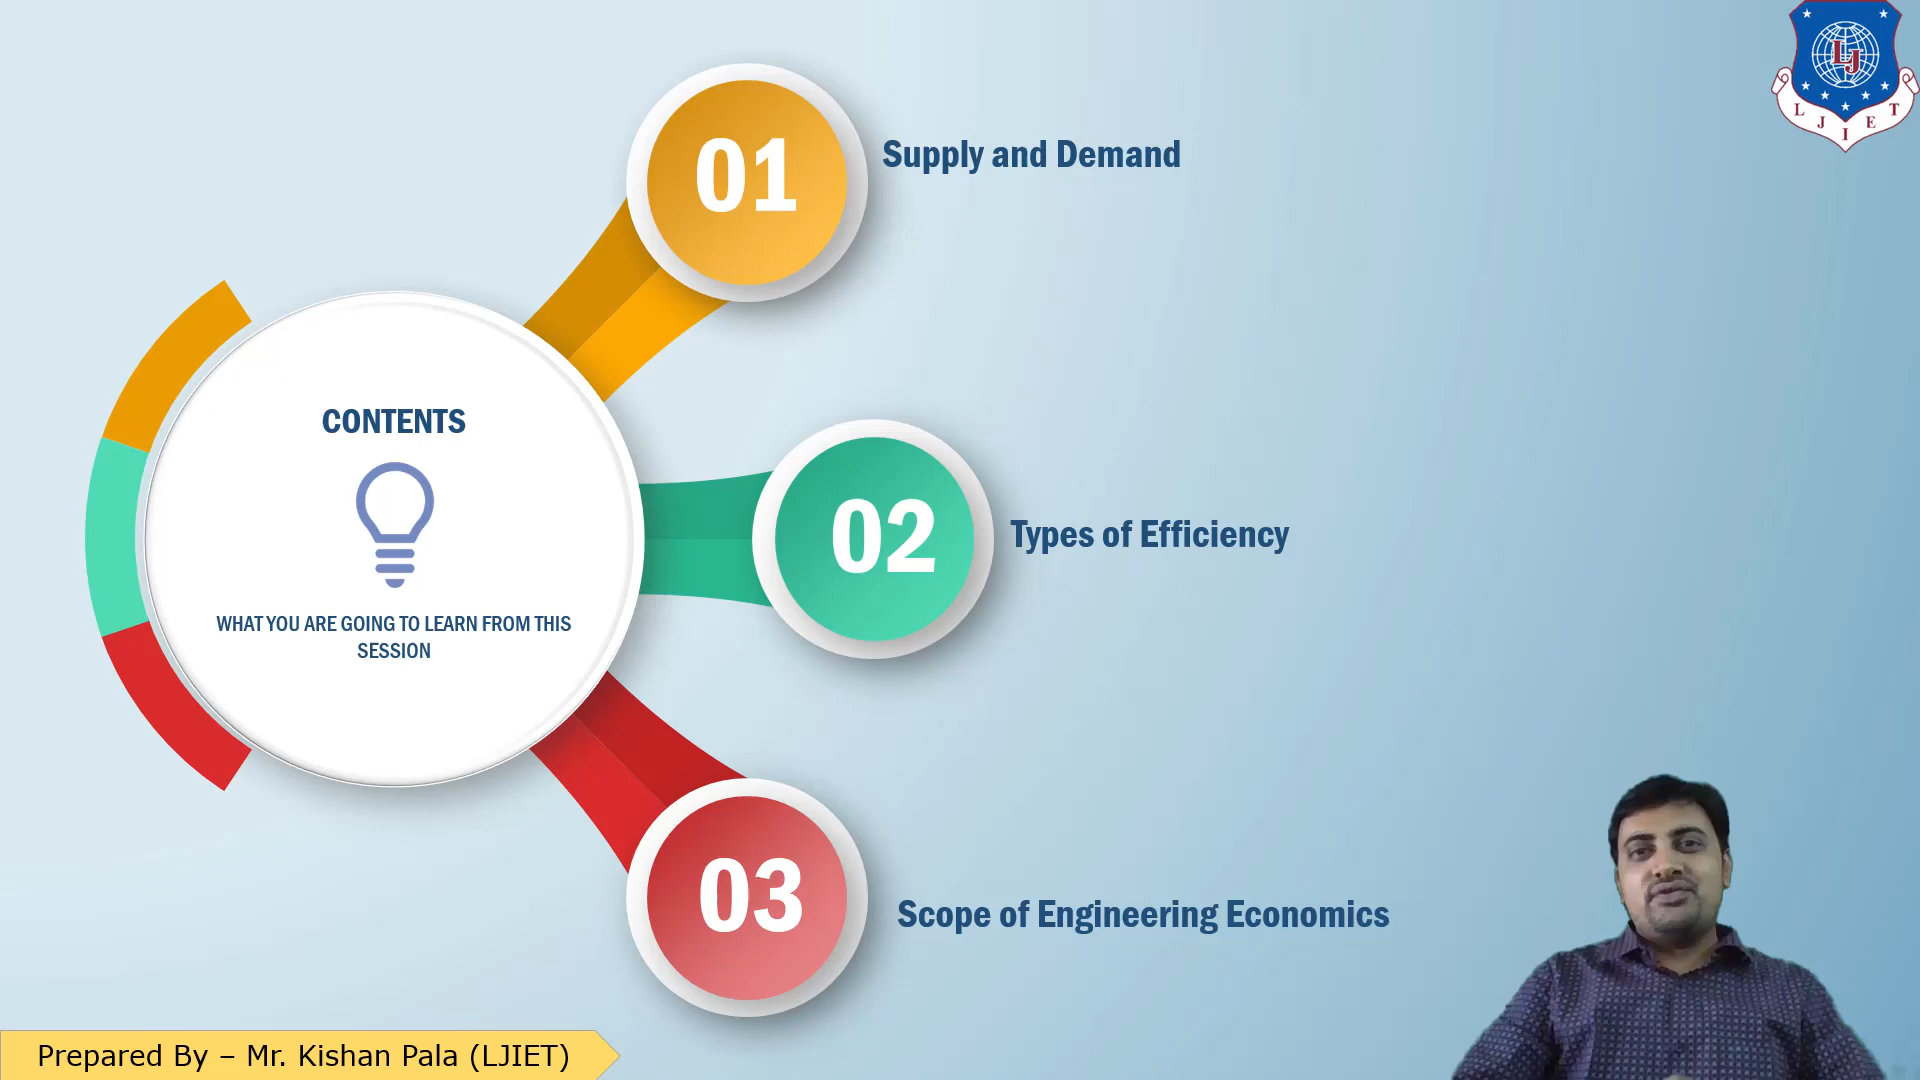 LJ
L J I E T
01
Supply and Demand
CONTENTS
02
Types of Efficiency
WHAT YOU ARE GOING TO LEARN FROM THIS
SESSION
03
Scope of Engineering Economics
Prepared By – Mr. Kishan Pala (LJIET)